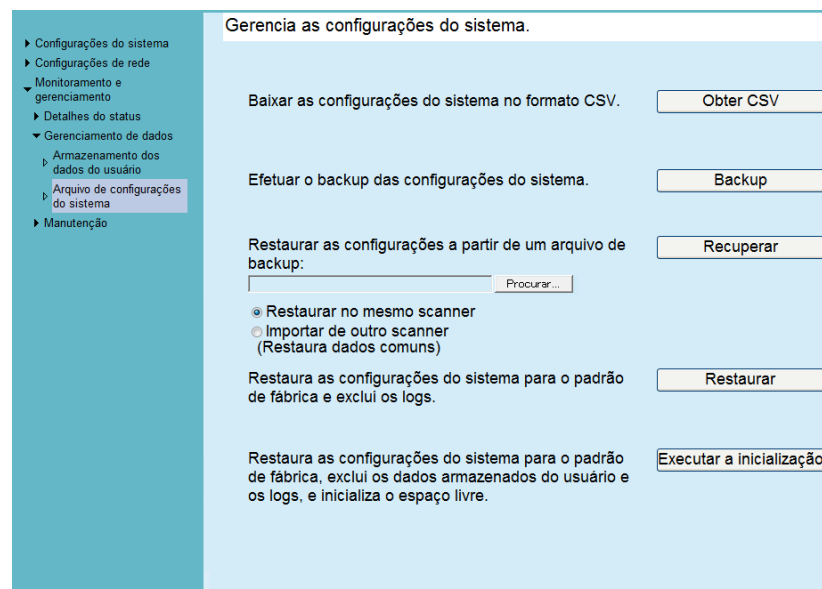 Gerencia as configurações do sistema.
Configurações do sistema
Configurações de rede
Monitoramento e
gerenciamento
Detalhes do status
Gerenciamento de dados
Armazenamento dos
dados do usuário
Arquivo de configurações
do sistema
Manutenção
Baixar as configurações do sistema no formato CSV.
Obter CSV
Efetuar o backup das configurações do sistema.
Backup
Restaurar as configurações a partir de um arquivo de
backup:
Recuperar
Procurar...
Restaurar no mesmo scanner
Importar de outro scanner
(Restaura dados comuns)
Restaura as configurações do sistema para o padrão
de fábrica e exclui os logs.
Restaurar
Restaura as configurações do sistema para o padrão
de fábrica, exclui os dados armazenados do usuário e
os logs, e inicializa o espaço livre.
Executar a inicialização